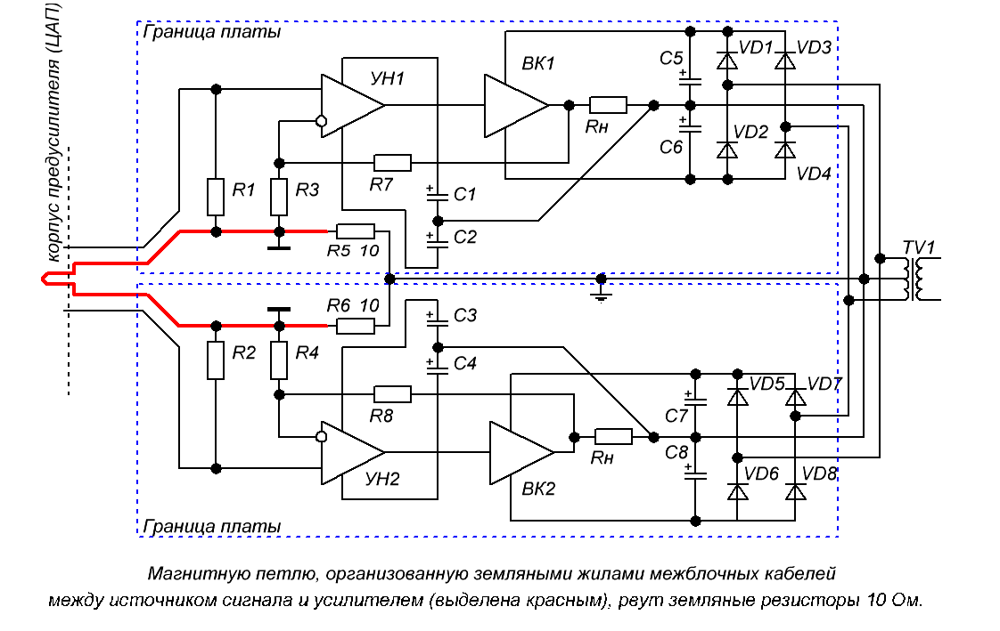 корпус предусилителя (ЦАП)
Граница платы
УН1
ВК1
C5
+
VD1
VD3
Rн
+
C6
VD2
VD4
R1
R3
R7
+
C1
+
C2
R5 10
TV1
R6 10
+
C3
+
C4
R2
R4
R8
VD5
VD7
+
C7
Rн
C8
+
УН2
ВК2
VD6
VD8
Граница платы
Магнитную петлю, организованную земляными жилами межблочных кабелей
между источником сигнала и усилителем (выделена красным), рвут земляные резисторы 10 Ом.